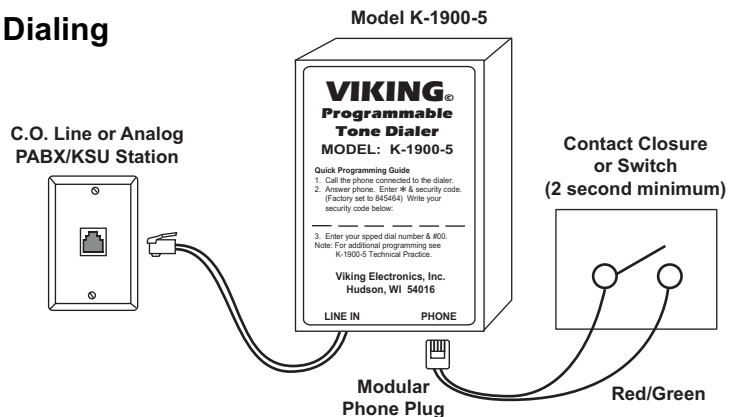 Dialing
Model K-1900-5
C.O. Line or Analog
PABX/KSU Station
VIKING©
Programmable
Tone Dialer
MODEL: K-1900-5
Quick Programming Guide
1. Call the phone connected to the dialer.
2. Answer phone. Enter * & security code.
(Factory set to 845464) Write your
security code below:
3. Enter your spped dial number & #00.
Note: For additional programming see
K-1900-5 Technical Practice.
Viking Electronics, Inc.
Hudson, WI 54016
LINE IN PHONE
Contact Closure
or Switch
(2 second minimum)
Modular
Phone Plug
Red/Green